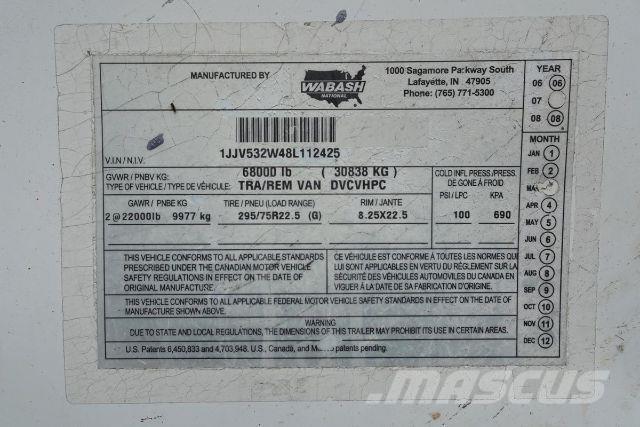 MANUFACTURED BY
WABASH
NATIONAL
1000 Sagamore Parkway South
Lafayette, IN 47905
Phone: (765) 771-5300
1JJV532W48L112425
V.I.N / N.I.V.
GVWR / PNBV KG: 68000 lb ( 30838 KG )
TYPE OF VEHICLE / TYPE DE VÉHICULE: TRA/REM VAN DVCVHPC
COLD INFL PRESS/PRESS. DE GONF À FROID
GAWR / PNBE KG TIRE / PNEU (LOAD RANGE) RIM / JANTE PSI / LPC KPA
2@22000lb 9977 kg 295/75R22.5 (G) 8.25X22.5 100 690
THIS VEHICLE CONFORMS TO ALL APPLICABLE STANDARDS
PRESCRIBED UNDER THE CANADIAN MOTOR VEHICLE
SAFETY REGULATIONS IN EFFECT ON THE DATE OF
ORIGINAL MANUFACTURE.
CE VÉHICULE EST CONFORME À TOUTES LES NORMES QUI
LUI SONT APPLICABLES EN VERTU DU RÉGLEMENT SUR LA
SÉCURITÉ DES VÉHICULES AUTOMOBILES DU CANADA EN
VIGUEUR À LA DATE DE SA FABRICATION D'ORIGINE.
THIS VEHICLE CONFORMS TO ALL APPLICABLE FEDERAL MOTOR VEHICLE SAFETY STANDARDS IN EFFECT ON THE DATE OF
MANUFACTURE SHOWN ABOVE.
WARNING
DUE TO STATE AND LOCAL REGULATIONS, THE DIMENSIONS OF THIS TRAILER MAY PROHIBIT ITS USE IN CERTAIN AREAS.
U.S. Patents 6,450,833 and 4,703,948. U.S., Canada, and patents pending.
YEAR
06 06
07
08 08
MONTH
JAN 1
FEB 2
MAR
APR 4
MAY 5
JUN 6
JUL 7
AUG 8
SEP 9
OCT 10
NOV 11
DEC 12
MASCUS